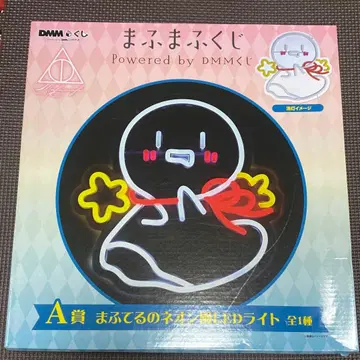 DMMくじ
まふまふくじ
Powered by DMMくじ
点灯イメージ
A賞 まふてるのネオン風LEDライト 全1種